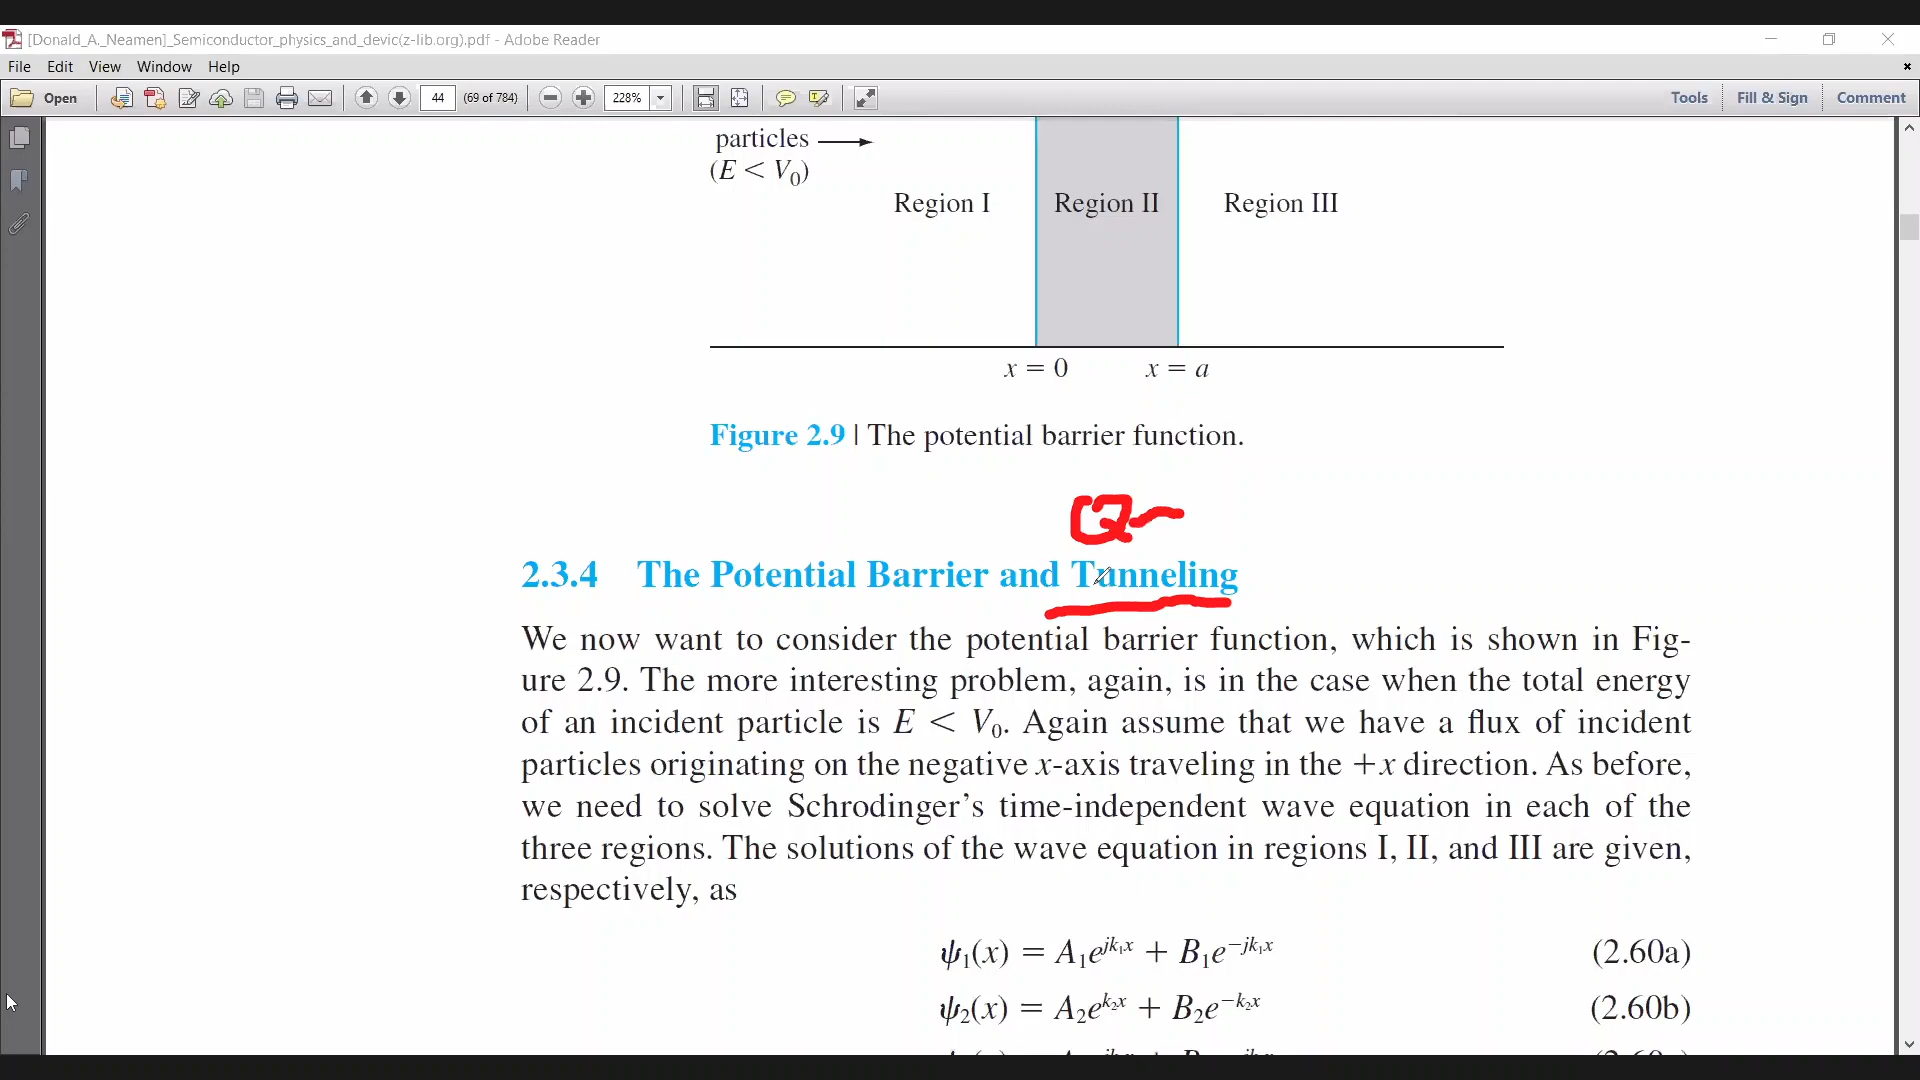 [Donald_A._Neamen]_Semiconductor_physics_and_devic(z-lib.org).pdf - Adobe Reader
File Edit View Window Help
Open 44 (69 of 784) 228% Tools Fill & Sign Comment
particles
(E < V₀)
Region I Region II Region III
x = 0 x = a
Figure 2.9 | The potential barrier function.
Q
2.3.4 The Potential Barrier and Tunneling
We now want to consider the potential barrier function, which is shown in Fig-
ure 2.9. The more interesting problem, again, is in the case when the total energy
of an incident particle is E < V₀. Again assume that we have a flux of incident
particles originating on the negative x-axis traveling in the +x direction. As before,
we need to solve Schrodinger's time-independent wave equation in each of the
three regions. The solutions of the wave equation in regions I, II, and III are given,
respectively, as
ψ₁(x) = A₁e^{jk₁x} + B₁e^{−jk₁x} (2.60a)
ψ₂(x) = A₂e^{k₂x} + B₂e^{−k₂x} (2.60b)